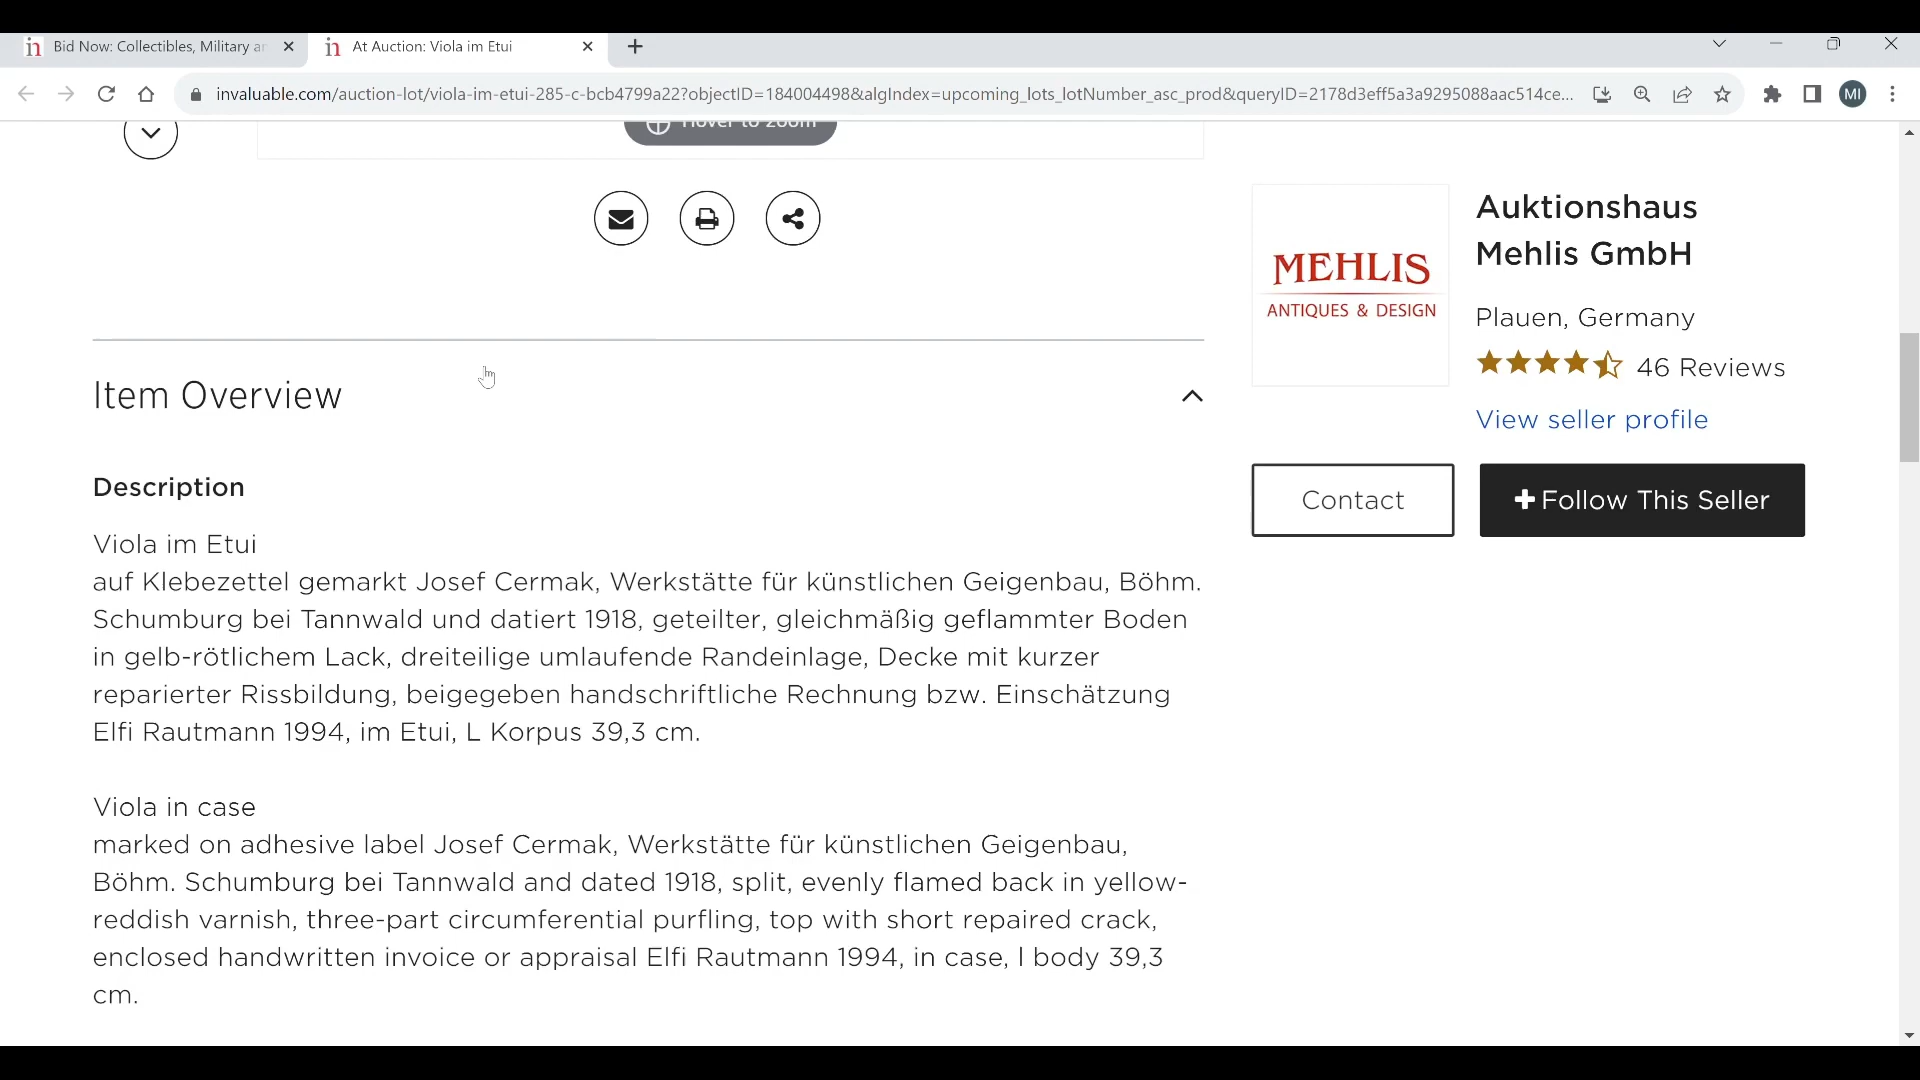 Bid Now: Collectibles, Military ar
At Auction: Viola im Etui
invaluable.com/auction-lot/viola-im-etui-285-c-bcb4799a22?objectID=184004498&algIndex=upcoming_lots_lotNumber_asc_prod&queryID=2178d3eff5a3a9295088aac514ce...
MI
Hover to zoom
MEHLIS
ANTIQUES & DESIGN
Auktionshaus
Mehlis GmbH
Plauen, Germany
46 Reviews
View seller profile
Contact
Follow This Seller
Item Overview
Description
Viola im Etui
auf Klebezettel gemarkt Josef Cermak, Werkstätte für künstlichen Geigenbau, Böhm.
Schumburg bei Tannwald und datiert 1918, geteilter, gleichmäßig geflammter Boden
in gelb-rötlichem Lack, dreiteilige umlaufende Randeinlage, Decke mit kurzer
reparierter Rissbildung, beigegeben handschriftliche Rechnung bzw. Einschätzung
Elfi Rautmann 1994, im Etui, L Korpus 39,3 cm.
Viola in case
marked on adhesive label Josef Cermak, Werkstätte für künstlichen Geigenbau,
Böhm. Schumburg bei Tannwald and dated 1918, split, evenly flamed back in yellow-
reddish varnish, three-part circumferential purfling, top with short repaired crack,
enclosed handwritten invoice or appraisal Elfi Rautmann 1994, in case, l body 39,3
cm.